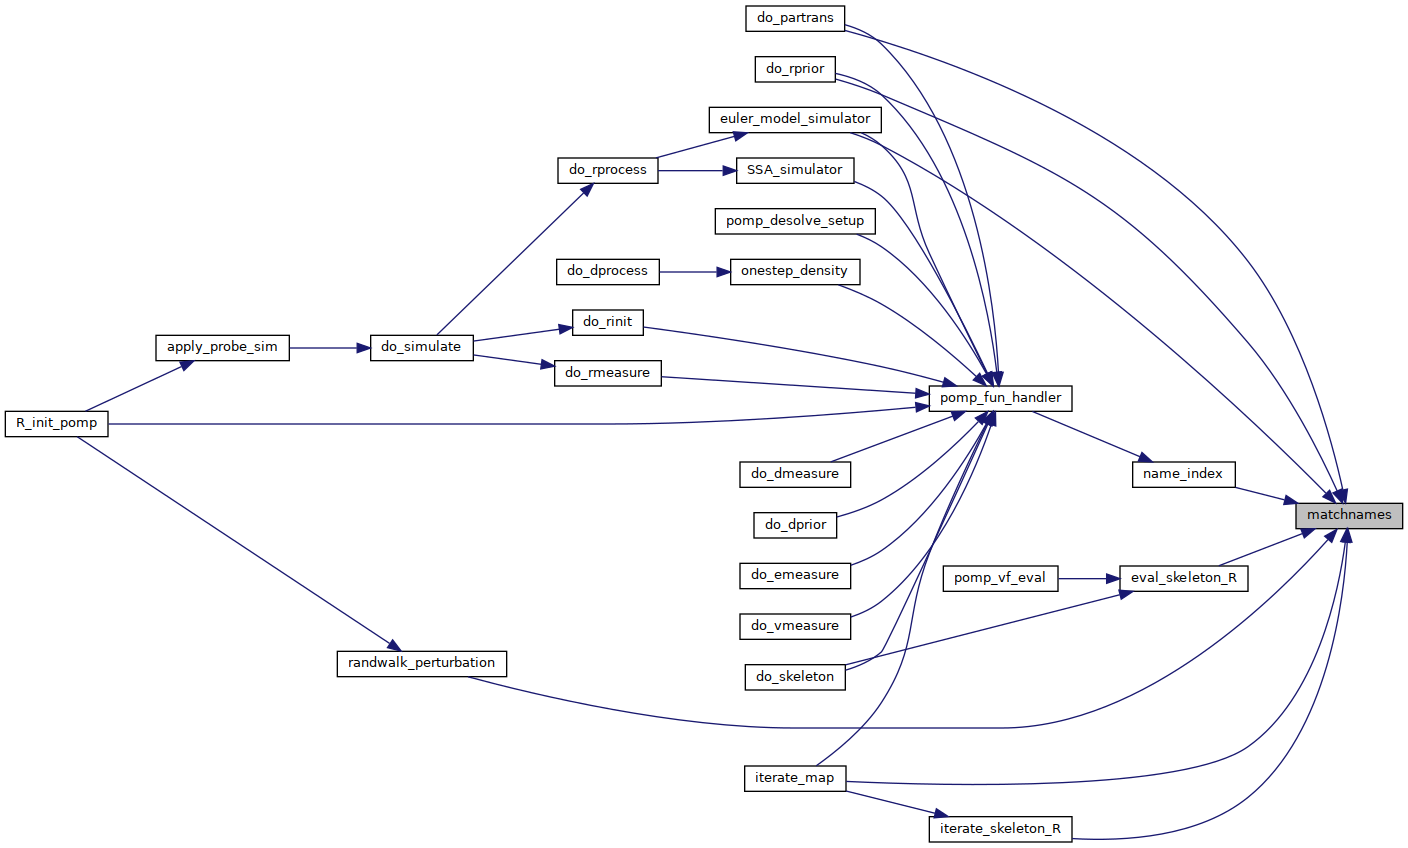 do_partrans
do_rprior
euler_model_simulator
do_rprocess
SSA_simulator
pomp_desolve_setup
do_dprocess
onestep_density
do_rinit
apply_probe_sim
do_simulate
do_rmeasure
pomp_fun_handler
R_init_pomp
do_dmeasure
name_index
matchnames
do_dprior
do_emeasure
pomp_vf_eval
eval_skeleton_R
do_vmeasure
randwalk_perturbation
do_skeleton
iterate_map
iterate_skeleton_R